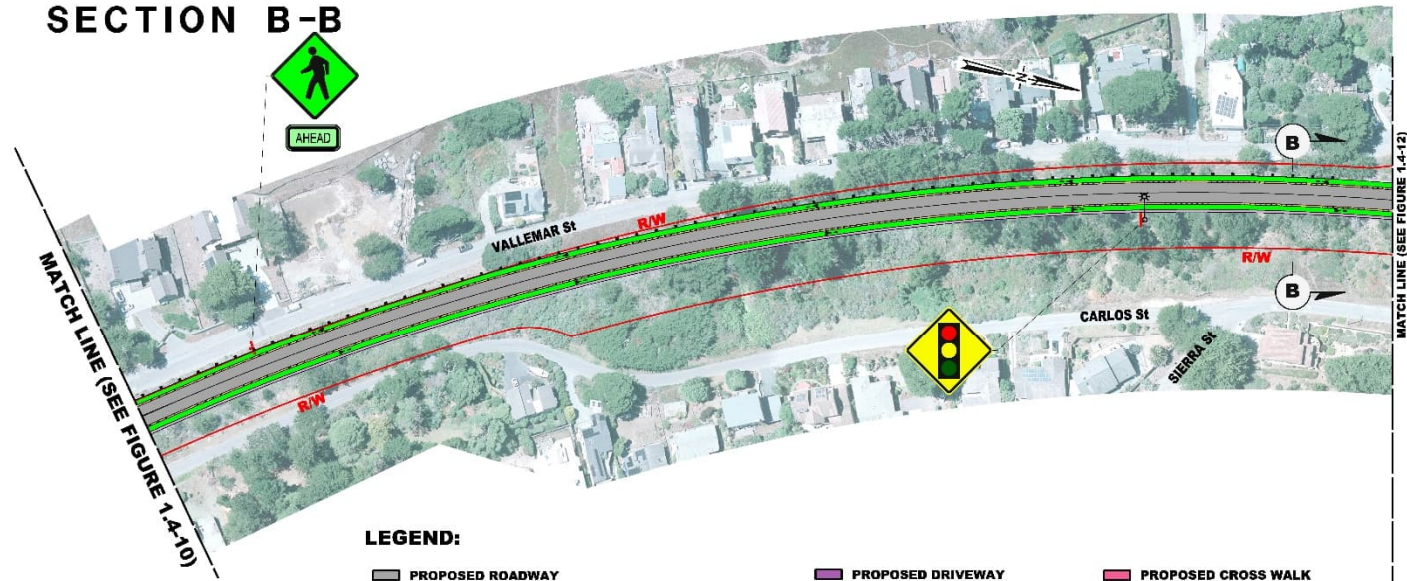 SECTION B-B
AHEAD
N
B
MATCH LINE (SEE FIGURE 1.4-12)
R/W
VALLEMAR St
R/W
B
CARLOS St
SIERRA St
R/W
MATCH LINE (SEE FIGURE 1.4-10)
LEGEND:
PROPOSED ROADWAY
PROPOSED DRIVEWAY
PROPOSED CROSS WALK